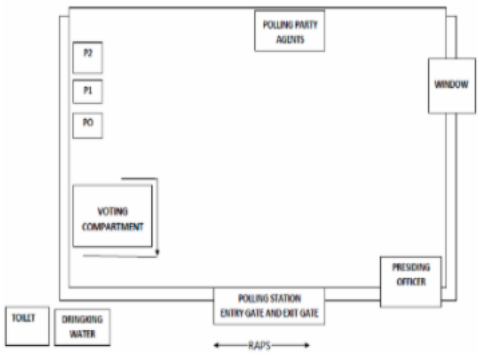 POLLING PARTY
AGENTS
P2
WINDOW
P1
PO
VOTING
COMPARTMENT
PRESIDING
OFFICER
POLLING STATION
ENTRY GATE AND EXIT GATE
TOILET
DRINGKING
WATER
RAPS